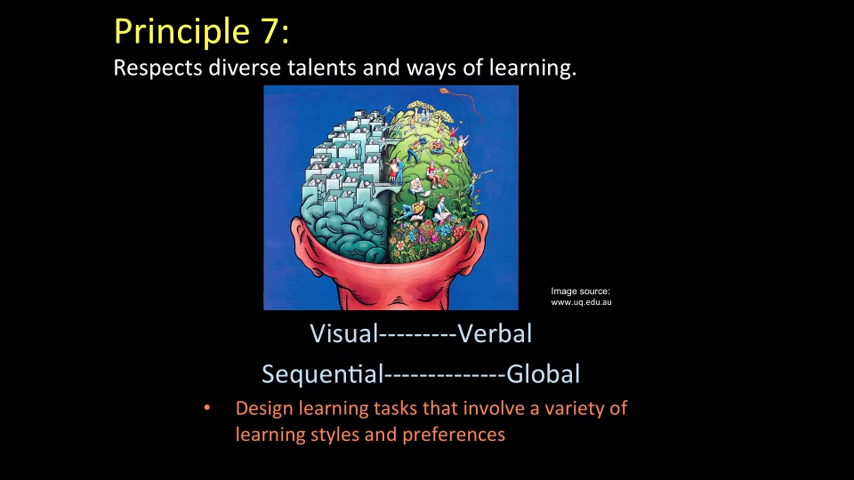 Principle 7:
Respects diverse talents and ways of learning.
Image source:
www.uq.edu.au
Visual---------Verbal
Sequential--------------Global
• Design learning tasks that involve a variety of
learning styles and preferences